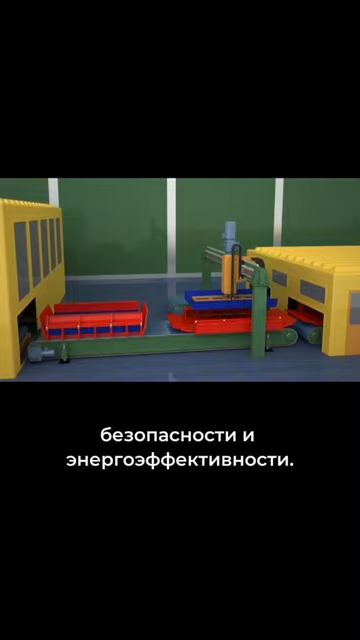 безопасности и
энергоэффективности.